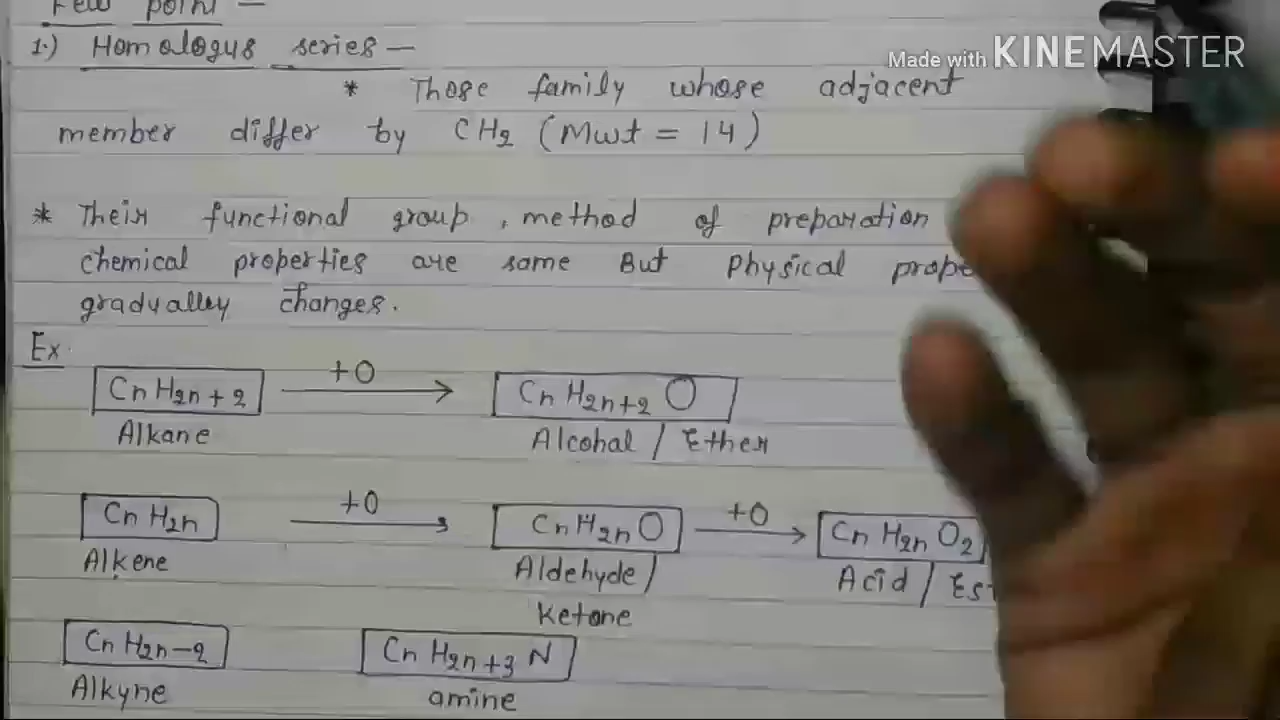 Few point —
1.) Homologus series —
* Those family whose adjacent
member differ by CH2 (Mwt = 14)
* Their functional group, method of preparation
chemical properties are same But Physical
gradualley changes.
Ex.
CnH2n+2 +O → CnH2n+2O
Alkane Alcohal / Ether
CnH2n +O → CnH2nO +O → CnH2nO2
Alkene Aldehyde / Acid /
Ketone
CnH2n-2 CnH2n+3N
Alkyne amine
Made with KINEMASTER